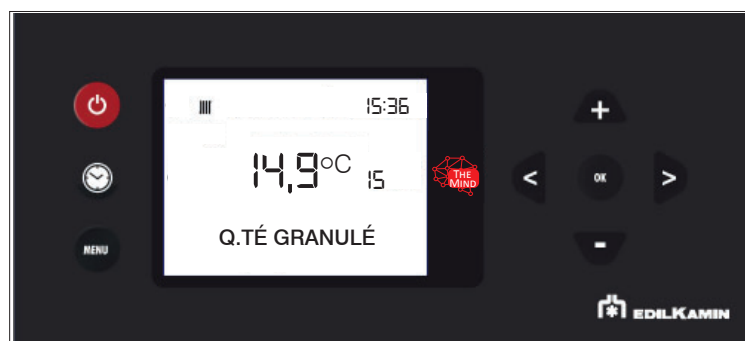 15:36
14,9°C 15
THE
MIND
< OK >
+
MENU
Q.TÉ GRANULÉ
-
EDILKAMIN